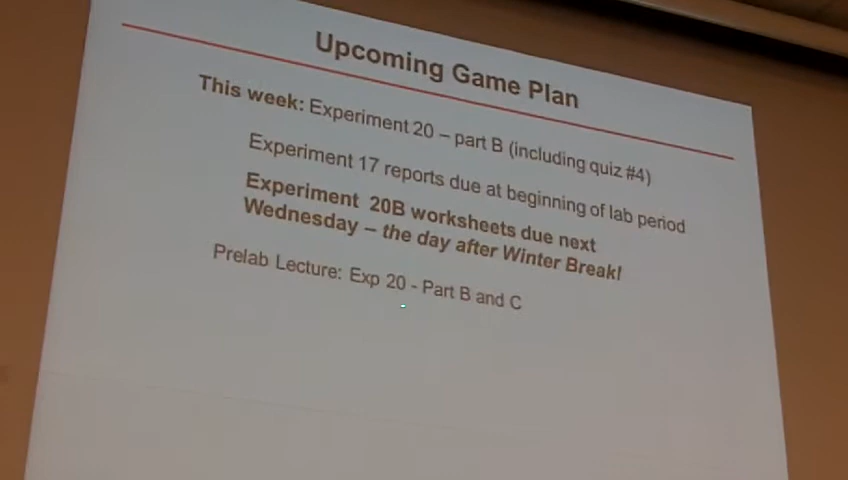 Upcoming Game Plan
This week: Experiment 20 – part B (including quiz #4)
Experiment 17 reports due at beginning of lab period
Experiment 20B worksheets due next
Wednesday – the day after Winter Break!
Prelab Lecture: Exp 20 - Part B and C